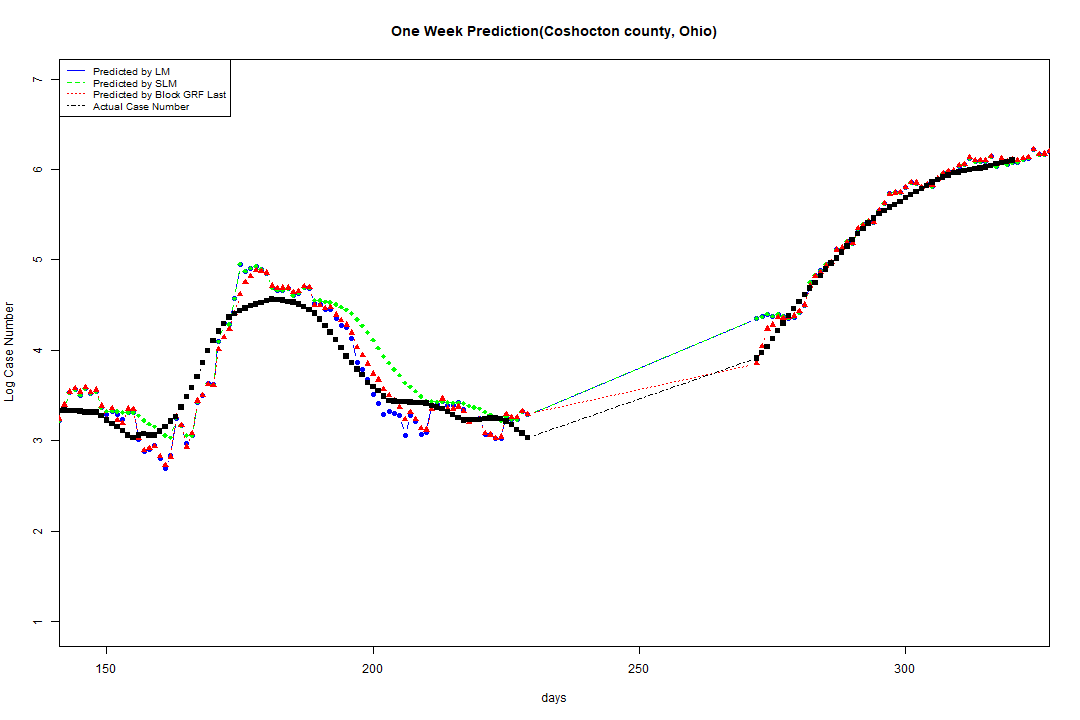 One Week Prediction(Coshocton county, Ohio)
Predicted by LM
Predicted by SLM
Predicted by Block GRF Last
Actual Case Number
7
6
5
4
3
2
1
Log Case Number
150 200 250 300
days